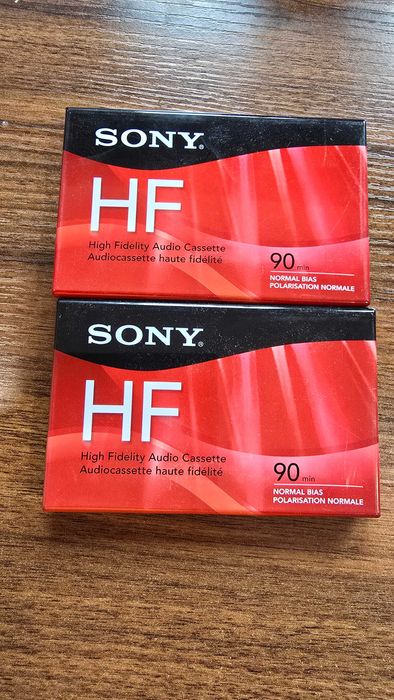 SONY®
HF
High Fidelity Audio Cassette
Audiocassette haute fidélité
90 min
NORMAL BIAS
POLARISATION NORMALE
SONY®
HF
High Fidelity Audio Cassette
Audiocassette haute fidélité
90 min
NORMAL BIAS
POLARISATION NORMALE